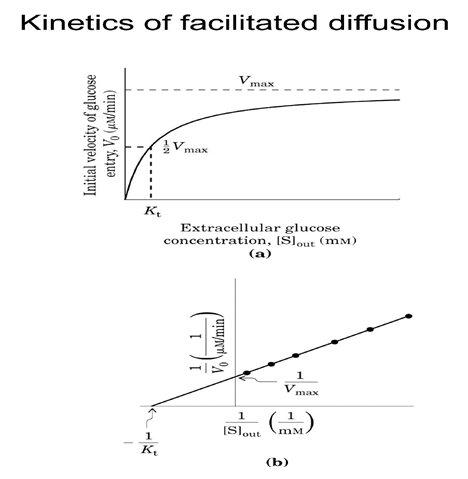 Kinetics of facilitated diffusion
Initial velocity of glucose
entry, V₀ (μM/min)
Vmax
½Vmax
Kt
Extracellular glucose
concentration, [S]out (mM)
(a)
1/V₀ (1/μM/min)
1/Vmax
1/[S]out (1/mM)
− 1/Kt
(b)